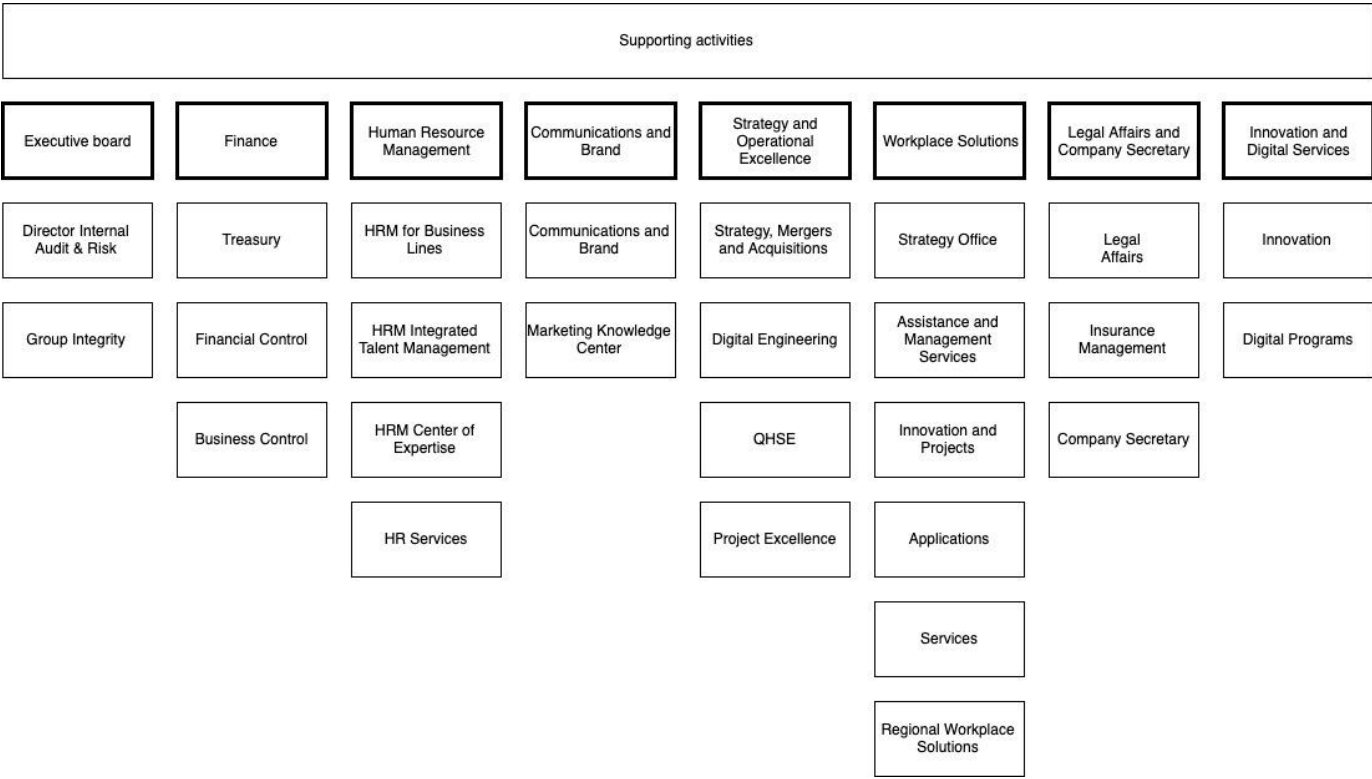 Supporting activities
Executive board
Finance
Human Resource
Management
Communications and
Brand
Strategy and
Operational
Excellence
Workplace Solutions
Legal Affairs and
Company Secretary
Innovation and
Digital Services
Director Internal
Audit & Risk
Treasury
HRM for Business
Lines
Communications and
Brand
Strategy, Mergers
and Acquisitions
Strategy Office
Legal
Affairs
Innovation
Group Integrity
Financial Control
HRM Integrated
Talent Management
Marketing Knowledge
Center
Digital Engineering
Assistance and
Management
Services
Insurance
Management
Digital Programs
Business Control
HRM Center of
Expertise
QHSE
Innovation and
Projects
Company Secretary
HR Services
Project Excellence
Applications
Services
Regional Workplace
Solutions